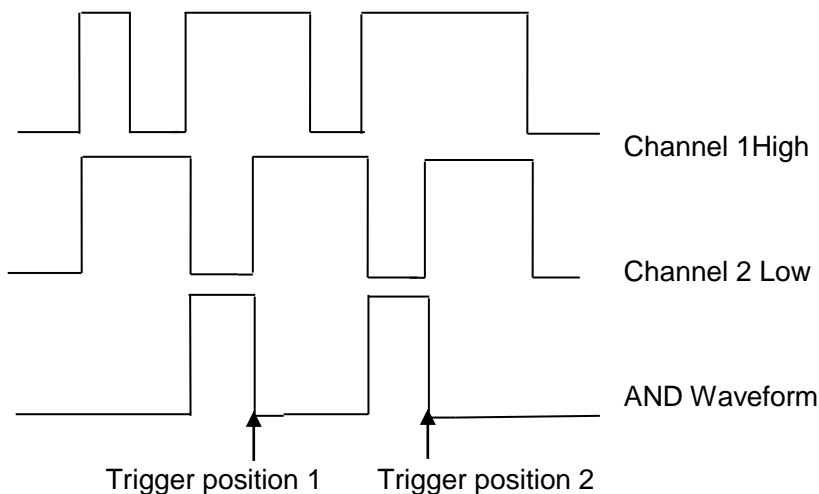 Channel 1High
Channel 2 Low
AND Waveform
Trigger position 1
Trigger position 2